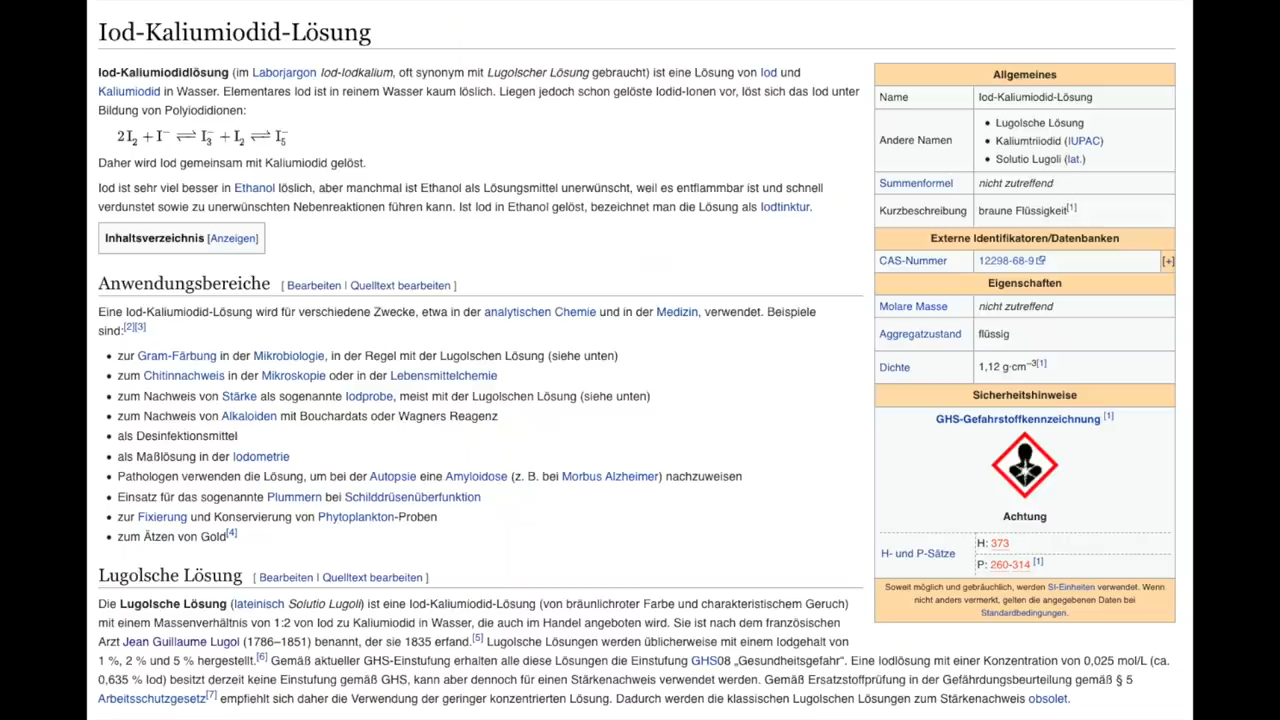 Iod-Kaliumiodid-Lösung
Iod-Kaliumiodidlösung (im Laborjargon Iod-Iodkalium, oft synonym mit Lugolscher Lösung gebraucht) ist eine Lösung von Iod und
Kaliumiodid in Wasser. Elementares Iod ist in reinem Wasser kaum löslich. Liegen jedoch schon gelöste Iodid-Ionen vor, löst sich das Iod unter
Bildung von Polyiodidionen:
2 I₂ + I⁻ ⇌ I₃⁻ + I₂ ⇌ I₅⁻
Daher wird Iod gemeinsam mit Kaliumiodid gelöst.
Iod ist sehr viel besser in Ethanol löslich, aber manchmal ist Ethanol als Lösungsmittel unerwünscht, weil es entflammbar ist und schnell
verdunstet sowie zu unerwünschten Nebenreaktionen führen kann. Ist Iod in Ethanol gelöst, bezeichnet man die Lösung als Iodtinktur.
Inhaltsverzeichnis [Anzeigen]
Anwendungsbereiche [ Bearbeiten | Quelltext bearbeiten ]
Eine Iod-Kaliumiodid-Lösung wird für verschiedene Zwecke, etwa in der analytischen Chemie und in der Medizin, verwendet. Beispiele
sind:[2][3]
• zur Gram-Färbung in der Mikrobiologie, in der Regel mit der Lugolschen Lösung (siehe unten)
• zum Chitinnachweis in der Mikroskopie oder in der Lebensmittelchemie
• zum Nachweis von Stärke als sogenannte Iodprobe, meist mit der Lugolschen Lösung (siehe unten)
• zum Nachweis von Alkaloiden mit Bouchardats oder Wagners Reagenz
• als Desinfektionsmittel
• als Maßlösung in der Iodometrie
• Pathologen verwenden die Lösung, um bei der Autopsie eine Amyloidose (z. B. bei Morbus Alzheimer) nachzuweisen
• Einsatz für das sogenannte Plummern bei Schilddrüsenüberfunktion
• zur Fixierung und Konservierung von Phytoplankton-Proben
• zum Ätzen von Gold[4]
Lugolsche Lösung [ Bearbeiten | Quelltext bearbeiten ]
Die Lugolsche Lösung (lateinisch Solutio Lugoli) ist eine Iod-Kaliumiodid-Lösung (von bräunlichroter Farbe und charakteristischem Geruch)
mit einem Massenverhältnis von 1:2 von Iod zu Kaliumiodid in Wasser, die auch im Handel angeboten wird. Sie ist nach dem französischen
Arzt Jean Guillaume Lugol (1786–1851) benannt, der sie 1835 erfand.[5] Lugolsche Lösungen werden üblicherweise mit einem Iodgehalt von
1 %, 2 % und 5 % hergestellt.[6] Gemäß aktueller GHS-Einstufung erhalten alle diese Lösungen die Einstufung GHS08 „Gesundheitsgefahr“. Eine Iodlösung mit einer Konzentration von 0,025 mol/L (ca.
0,635 % Iod) besitzt derzeit keine Einstufung gemäß GHS, kann aber dennoch für einen Stärkenachweis verwendet werden. Gemäß Ersatzstoffprüfung in der Gefährdungsbeurteilung gemäß § 5
Arbeitsschutzgesetz[7] empfiehlt sich daher die Verwendung der geringer konzentrierten Lösung. Dadurch werden die klassischen Lugolschen Lösungen zum Stärkenachweis obsolet.
Allgemeines
Name Iod-Kaliumiodid-Lösung
Andere Namen
• Lugolsche Lösung
• Kaliumtriiodid (IUPAC)
• Solutio Lugoli (lat.)
Summenformel nicht zutreffend
Kurzbeschreibung braune Flüssigkeit[1]
Externe Identifikatoren/Datenbanken
CAS-Nummer 12298-68-9 [+]
Eigenschaften
Molare Masse nicht zutreffend
Aggregatzustand flüssig
Dichte 1,12 g·cm⁻³[1]
Sicherheitshinweise
GHS-Gefahrstoffkennzeichnung [1]
Achtung
H- und P-Sätze
H: 373
P: 260-314 [1]
Soweit möglich und gebräuchlich, werden SI-Einheiten verwendet. Wenn
nicht anders vermerkt, gelten die angegebenen Daten bei
Standardbedingungen.